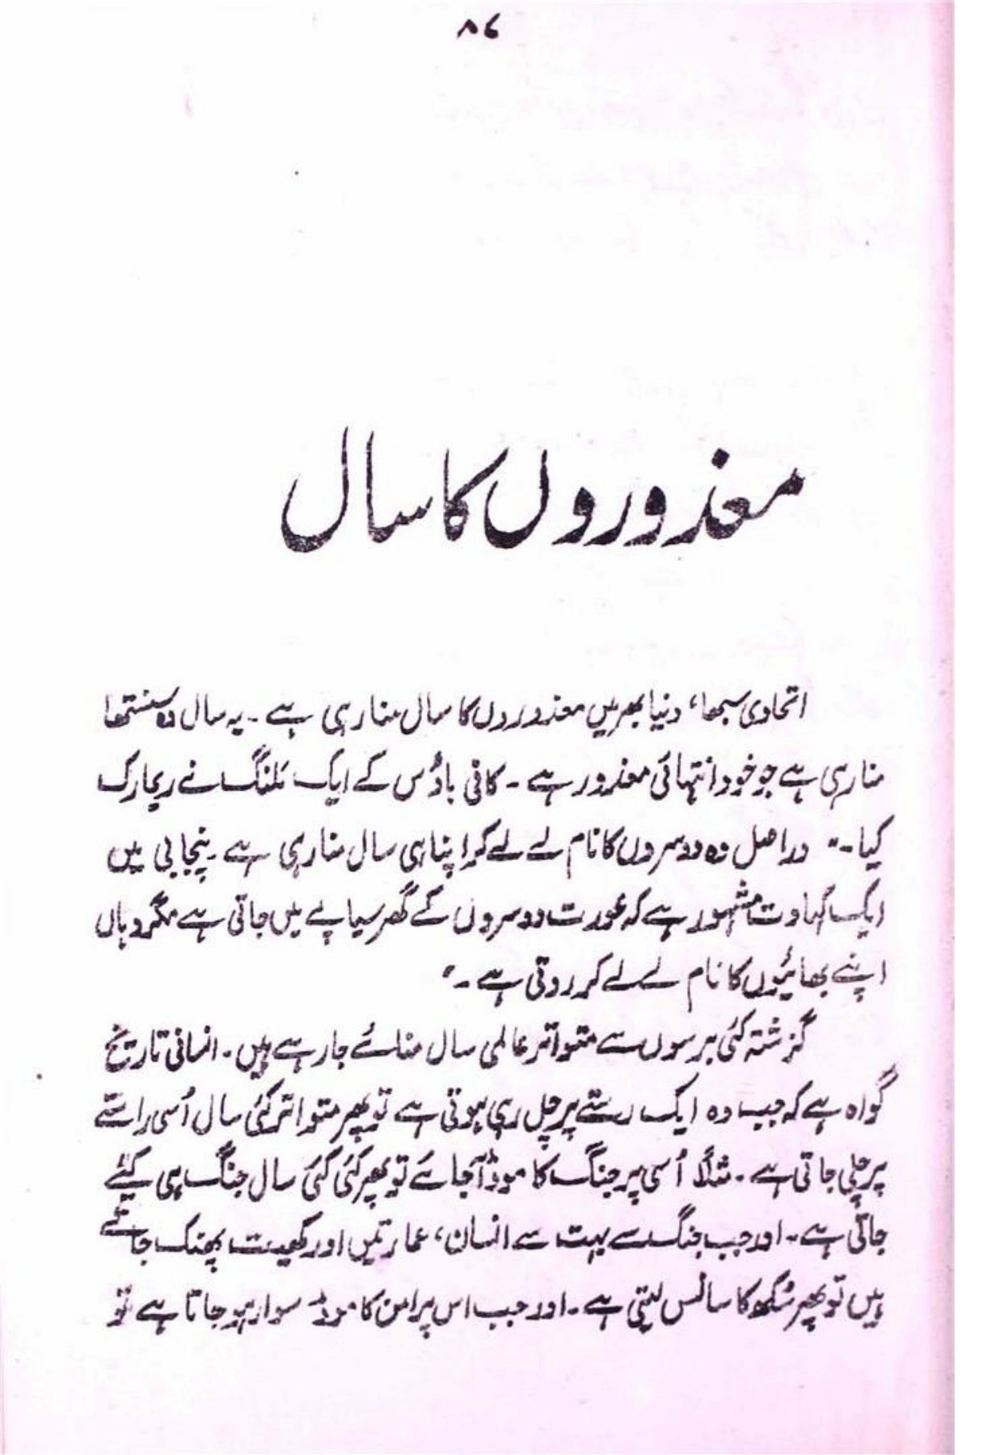 ۸۶
معذوروں کا سال
اتحادی سبھا، دنیا بھر میں معذوروں کا سال منا رہی ہے ۔ یہ سال وہ سنستھا
منا رہی ہے جو خود انتہائی معذور ہے ۔ کافی ہاؤس کے ایک ملنگ نے ریمارک
کیا ۔" دراصل وہ دوسروں کا نام لے لے کر اپنا ہی سال منا رہی ہے ۔ پنجابی میں
ایک کہاوت مشہور ہے کہ عورت دوسروں کے گھر سیاپے میں جاتی ہے مگر وہاں
اپنے بھائیوں کا نام لے لے کر روتی ہے ۔"
گزشتہ کئی برسوں سے متواتر عالمی سال منائے جا رہے ہیں ۔ انسانی تاریخ
گواہ ہے کہ جب وہ ایک رستے پر چل رہی ہوتی ہے تو پھر متواتر کئی سال اُسی راستے
پر چلی جاتی ہے ۔ مثلاً اُسی پر جنگ کا موڈ آجائے تو پھر کئی کئی سال جنگ ہی کیئے
جاتی ہے ۔ اور جب جنگ سے بہت سے انسان، عمارتیں اور کھیت پھنک جاتے
ہیں تو پھر سُکھ کا سانس لیتی ہے ۔ اور جب اس پر امن کا موڈ سوار ہو جاتا ہے تو